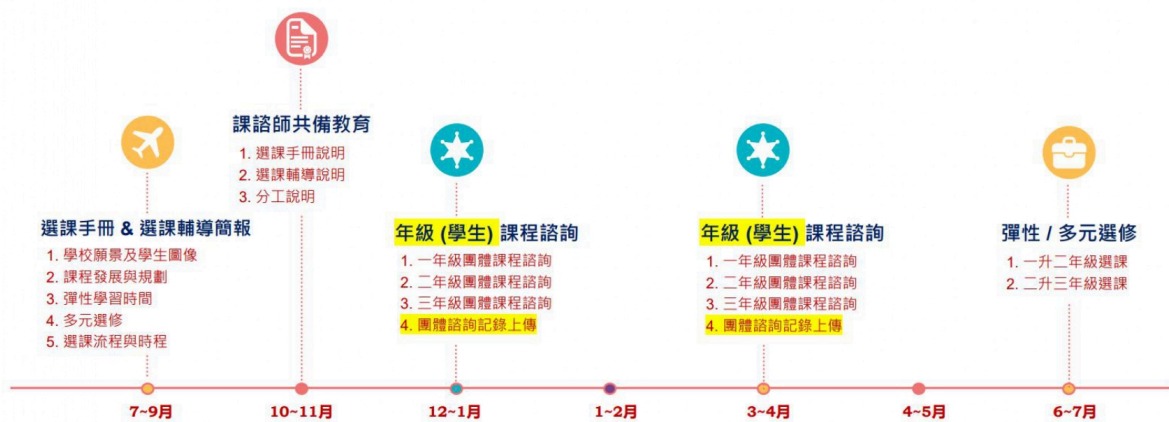 課諮師共備教育
1. 選課手冊說明
2. 選課輔導說明
3. 分工說明
選課手冊 & 選課輔導簡報
1. 學校願景及學生圖像
2. 課程發展與規劃
3. 彈性學習時間
4. 多元選修
5. 選課流程與時程
年級 (學生) 課程諮詢
1. 一年級團體課程諮詢
2. 二年級團體課程諮詢
3. 三年級團體課程諮詢
4. 團體諮詢記錄上傳
年級 (學生) 課程諮詢
1. 一年級團體課程諮詢
2. 二年級團體課程諮詢
3. 三年級團體課程諮詢
4. 團體諮詢記錄上傳
彈性 / 多元選修
1. 一升二年級選課
2. 二升三年級選課
7~9月
10~11月
12~1月
1~2月
3~4月
4~5月
6~7月